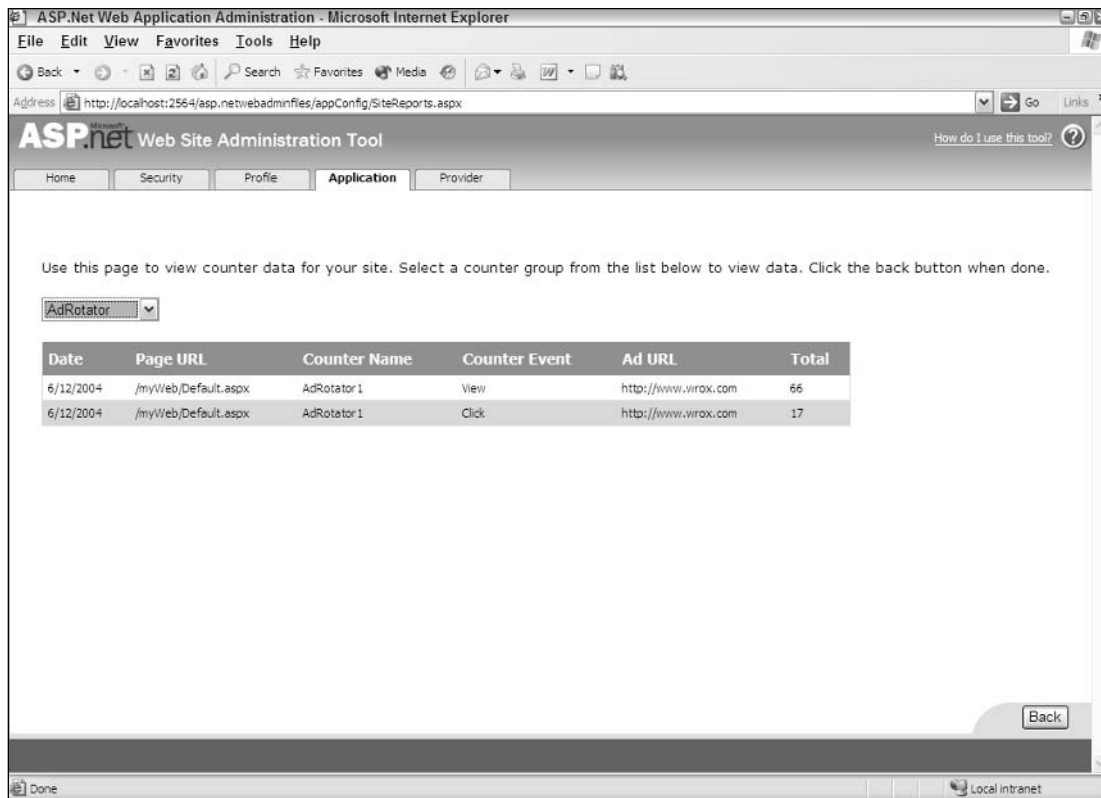 ASP.Net Web Application Administration - Microsoft Internet Explorer
File Edit View Favorites Tools Help
Back Search Favorites Media
Address http://localhost:2564/asp.netwebadminfiles/appConfig/SiteReports.aspx Go Links
Microsoft ASP.net Web Site Administration Tool How do I use this tool? ?
Home Security Profile Application Provider
Use this page to view counter data for your site. Select a counter group from the list below to view data. Click the back button when done.
AdRotator
Date Page URL Counter Name Counter Event Ad URL Total
6/12/2004 /myWeb/Default.aspx AdRotator1 View http://www.wrox.com 66
6/12/2004 /myWeb/Default.aspx AdRotator1 Click http://www.wrox.com 17
Back
Done Local intranet